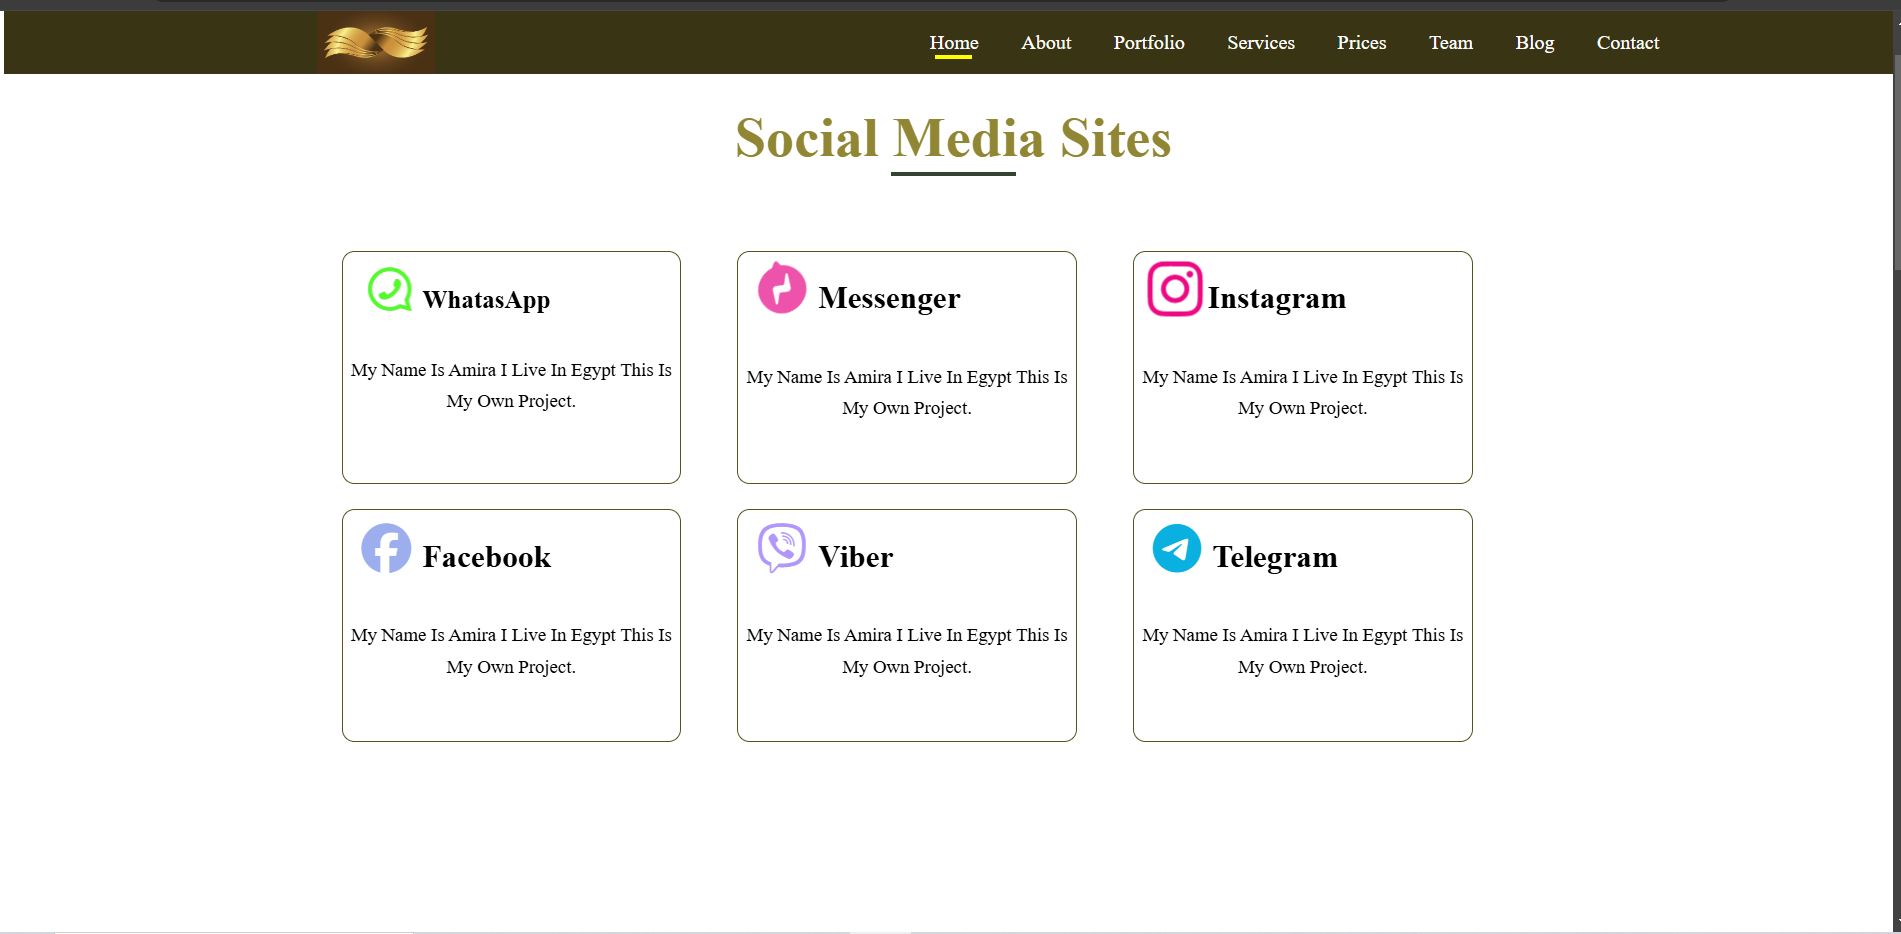 Home About Portfolio Services Prices Team Blog Contact
Social Media Sites
WhatasApp
My Name Is Amira I Live In Egypt This Is
My Own Project.
Messenger
My Name Is Amira I Live In Egypt This Is
My Own Project.
Instagram
My Name Is Amira I Live In Egypt This Is
My Own Project.
Facebook
My Name Is Amira I Live In Egypt This Is
My Own Project.
Viber
My Name Is Amira I Live In Egypt This Is
My Own Project.
Telegram
My Name Is Amira I Live In Egypt This Is
My Own Project.